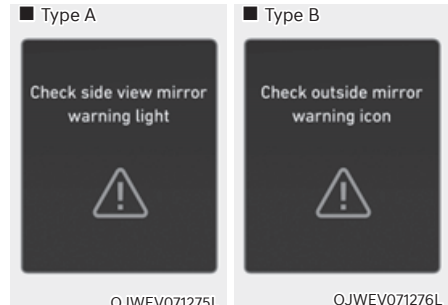 ■ Type A
Check side view mirror
warning light
OJWEV071275L
■ Type B
Check outside mirror
warning icon
OJWEV071276L